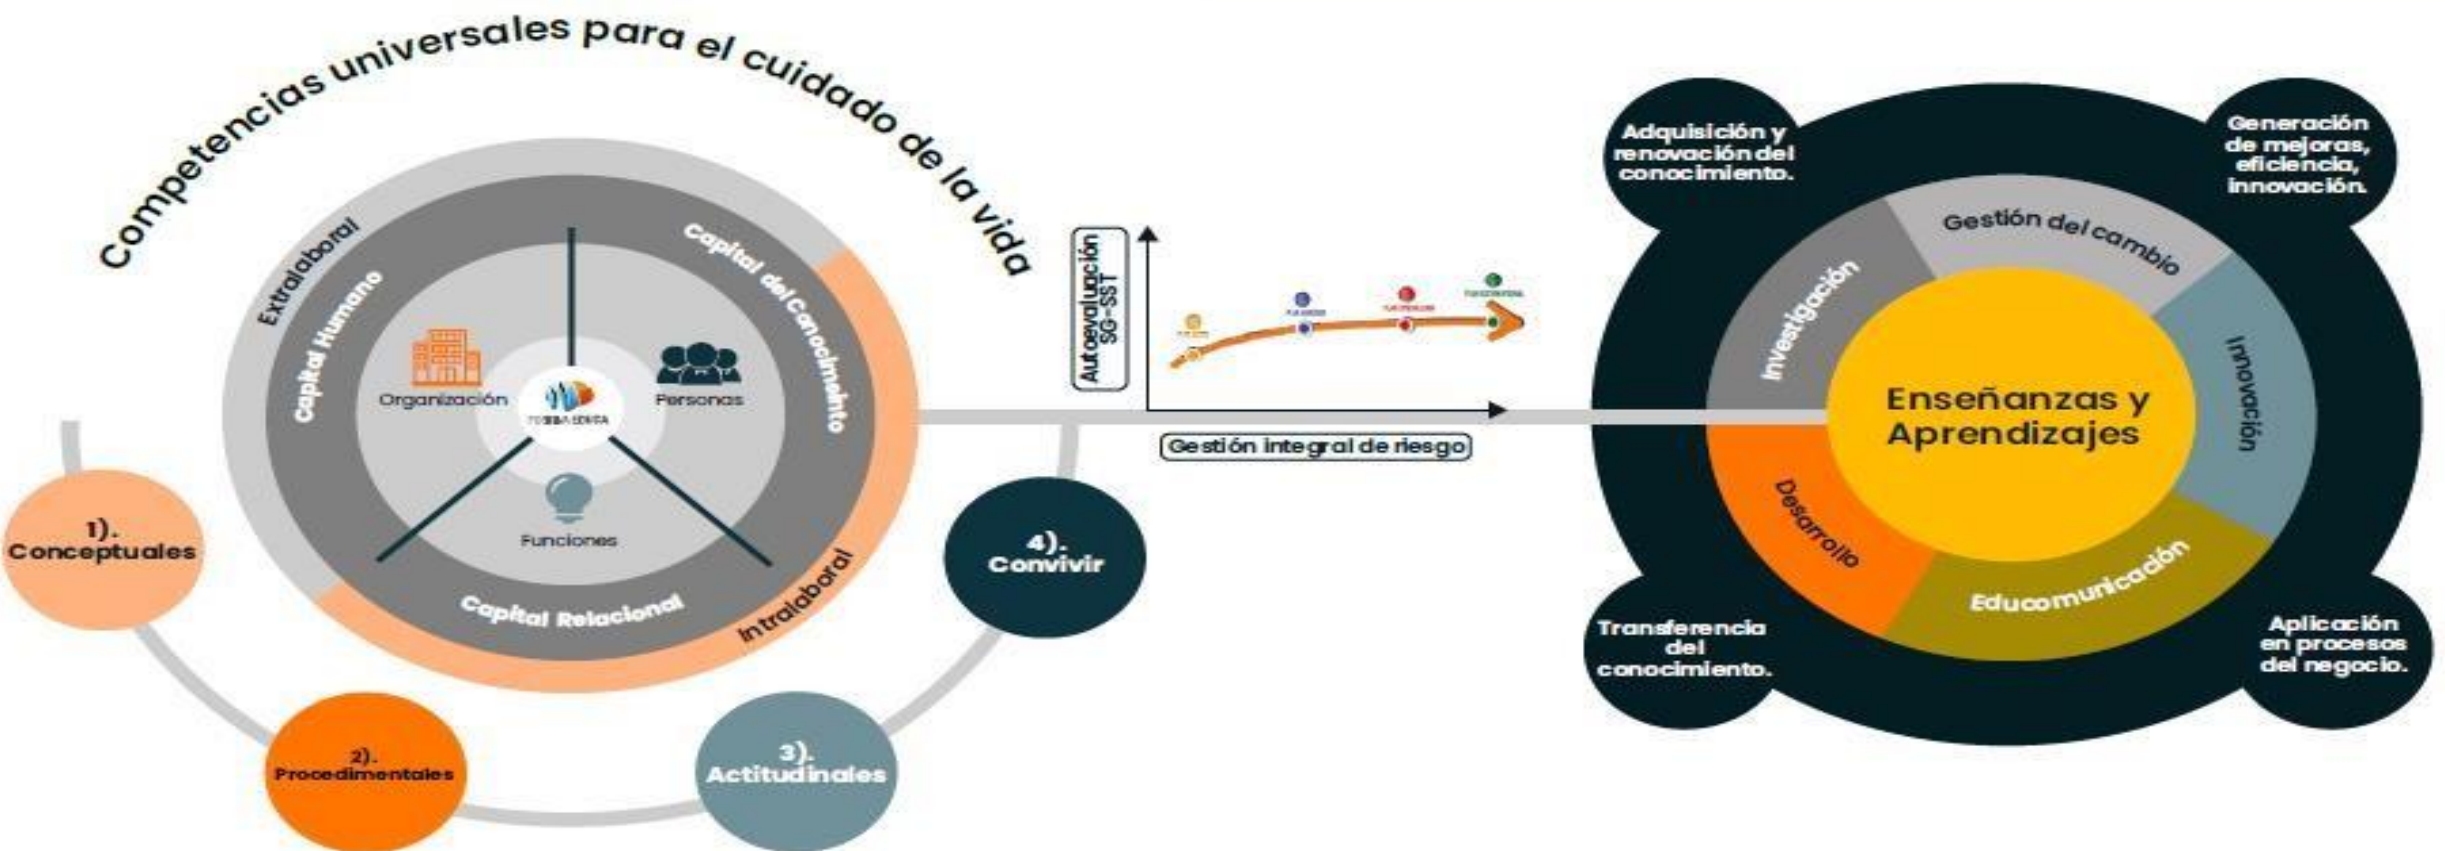 Competencias universales para el cuidado de la vida
Extralaboral
Capital Humano
Capital del Conocimeinto
Organización
Personas
Funciones
Capital Relacional
Intralaboral
1).
Conceptuales
2).
Procedimentales
3).
Actitudinales
4).
Convivir
Autoevaluación
SG-SST
Gestión integral de riesgo
Adquisición y
renovación del
conocimiento.
Generación
de mejoras,
eficiencia,
innovación.
Gestión del cambio
Investigación
Innovación
Enseñanzas y
Aprendizajes
Desarrollo
Educomunicación
Transferencia
del
conocimiento.
Aplicación
en procesos
del negocio.